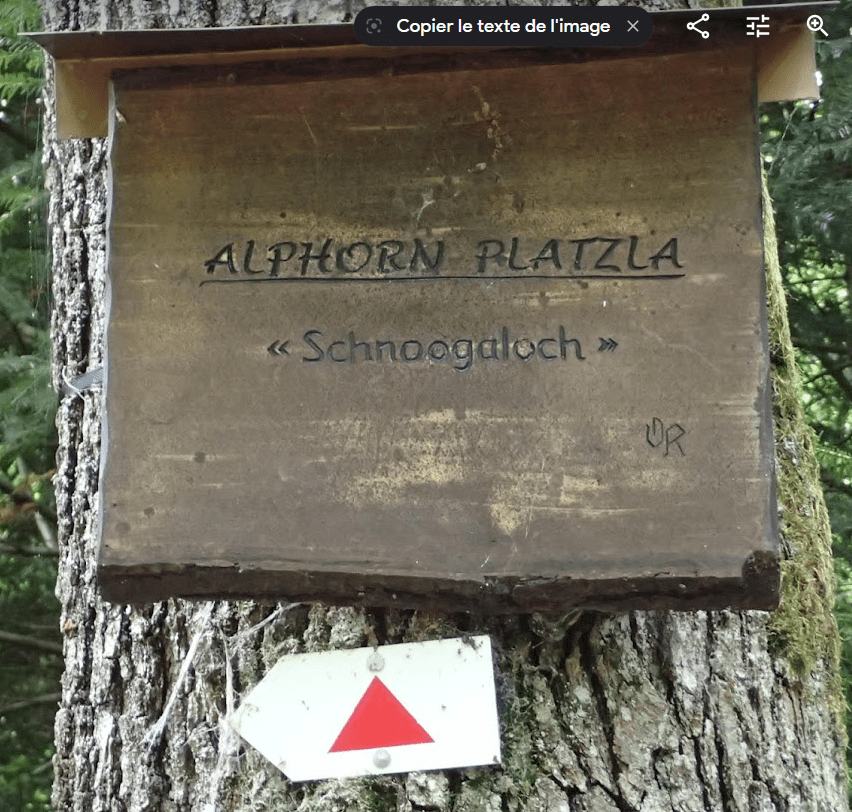 Copier le texte de l'image
ALPHORN PLATZLA
« Schnoogaloch »